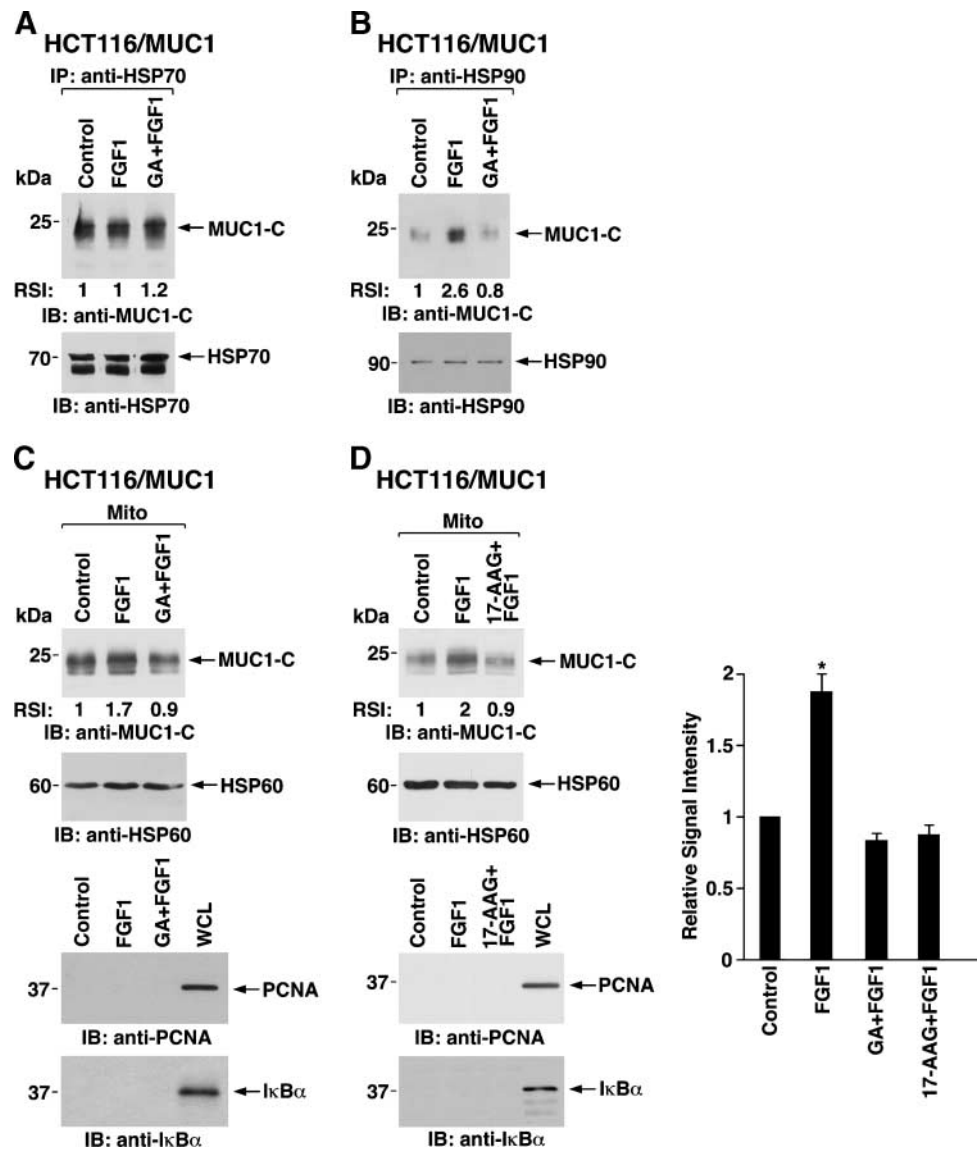 A HCT116/MUC1
IP: anti-HSP70
Control
FGF1
GA+FGF1
kDa
25-
MUC1-C
RSI: 1 1 1.2
IB: anti-MUC1-C
70-
HSP70
IB: anti-HSP70
B HCT116/MUC1
IP: anti-HSP90
Control
FGF1
GA+FGF1
kDa
25-
MUC1-C
RSI: 1 2.6 0.8
IB: anti-MUC1-C
90-
HSP90
IB: anti-HSP90
C HCT116/MUC1
Mito
Control
FGF1
GA+FGF1
kDa
25-
MUC1-C
RSI: 1 1.7 0.9
IB: anti-MUC1-C
60-
HSP60
IB: anti-HSP60
Control
FGF1
GA+FGF1
WCL
37-
PCNA
IB: anti-PCNA
37-
IκBα
IB: anti-IκBα
D HCT116/MUC1
Mito
Control
FGF1
17-AAG+
FGF1
kDa
25-
MUC1-C
RSI: 1 2 0.9
IB: anti-MUC1-C
60-
HSP60
IB: anti-HSP60
Control
FGF1
17-AAG+
FGF1
WCL
37-
PCNA
IB: anti-PCNA
37-
IκBα
IB: anti-IκBα
Relative Signal Intensity
2
1.5
1
0.5
0
*
Control
FGF1
GA+FGF1
17-AAG+FGF1